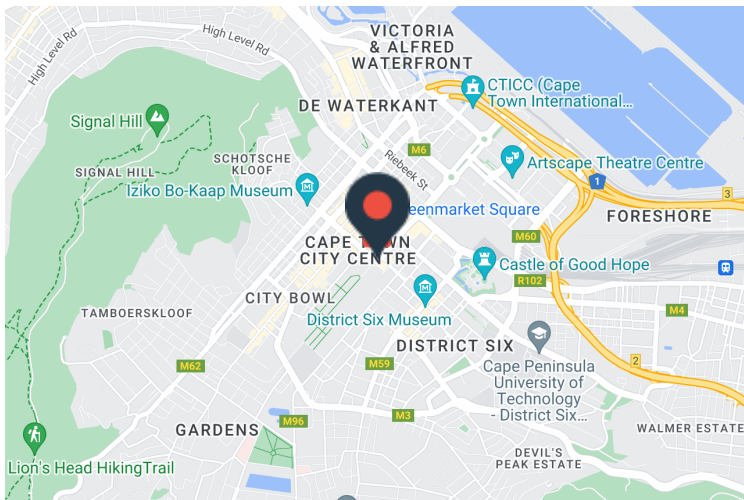 High Level Rd
High Level Rd
VICTORIA
& ALFRED
WATERFRONT
CTICC (Cape
Town International...
DE WATERKANT
Signal Hill
M6
Riebeek St
Artscape Theatre Centre
SCHOTSCHE
KLOOF
SIGNAL HILL
Iziko Bo-Kaap Museum
1
3
eenmarket Square
FORESHORE
M60
CAPE TOWN
CITY CENTRE
Castle of Good Hope
R102
CITY BOWL
TAMBOERSKLOOF
District Six Museum
M4
DISTRICT SIX
M62
M59
2
Cape Peninsula
University of
Technology
- District Six...
M3
M96
GARDENS
WALMER ESTATE
DEVIL'S
PEAK ESTATE
Lion's Head HikingTrail